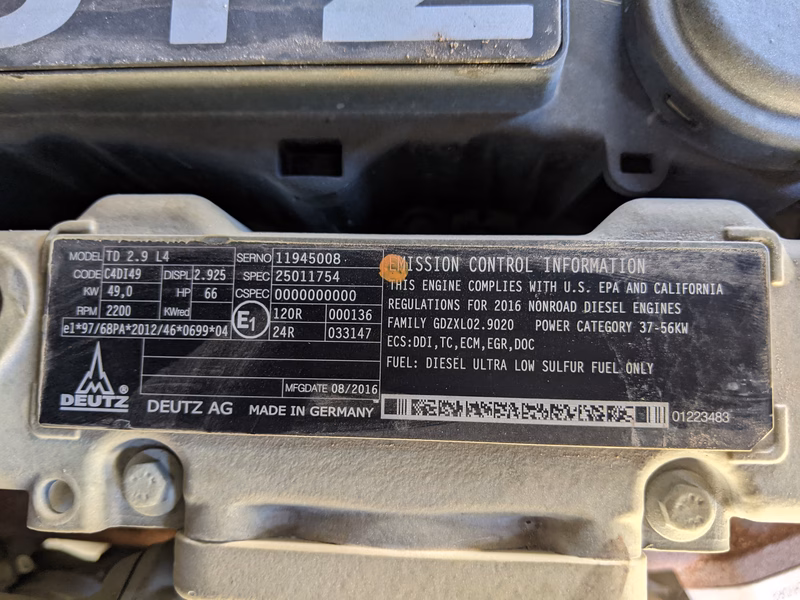 MODEL TD 2.9 L4
CODE C4DI49 DISPL 2.925
KW 49,0 HP 66
RPM 2200 KWred
e1*97/68PA*2012/46*0699*04
SERNO 11945008
SPEC 25011754
CSPEC 0000000000
E1 120R 000136
24R 033147
MFGDATE 08/2016
DEUTZ ® DEUTZ AG MADE IN GERMANY
EMISSION CONTROL INFORMATION
THIS ENGINE COMPLIES WITH U.S. EPA AND CALIFORNIA
REGULATIONS FOR 2016 NONROAD DIESEL ENGINES
FAMILY GDZXL02.9020 POWER CATEGORY 37-56KW
ECS:DDI,TC,ECM,EGR,DOC
FUEL: DIESEL ULTRA LOW SULFUR FUEL ONLY
01223483